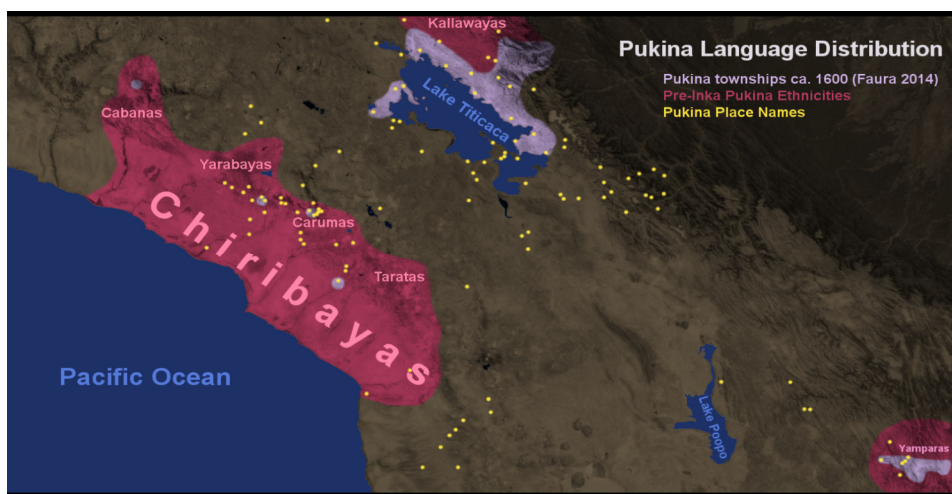 Kallawayas
Pukina Language Distribution
Pukina townships ca. 1600 (Faura 2014)
Pre-Inka Pukina Ethnicities
Pukina Place Names
Lake Titicaca
Cabanas
Yarabayas
Carumas
Chiribayas
Taratas
Pacific Ocean
Lake Poopo
Yamparas